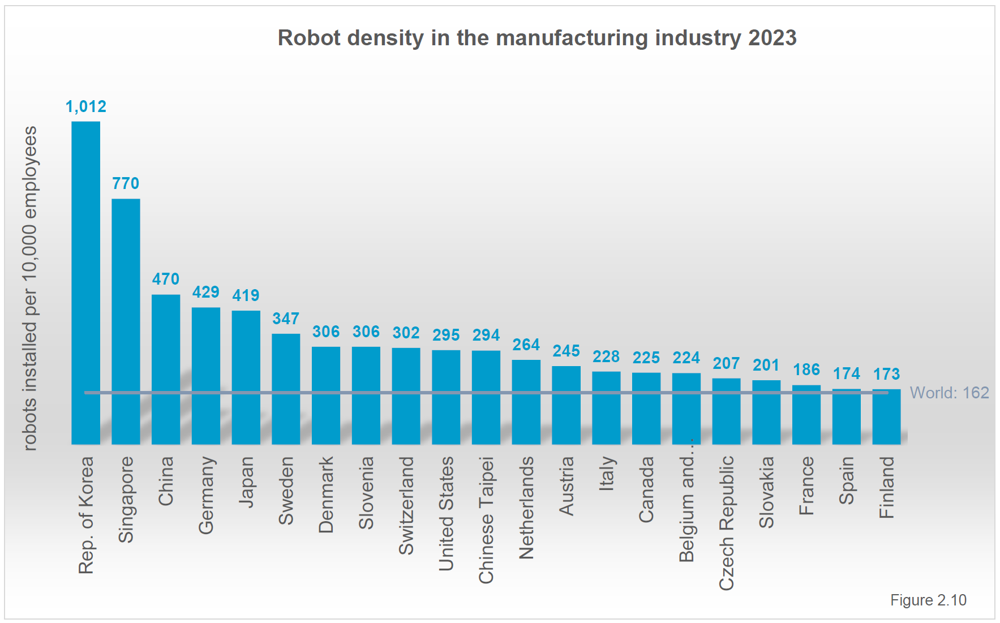 Robot density in the manufacturing industry 2023
robots installed per 10,000 employees
1,012
770
470
429
419
347
306
306
302
295
294
264
245
228
225
224
207
201
186
174
173
World: 162
Rep. of Korea
Singapore
China
Germany
Japan
Sweden
Denmark
Slovenia
Switzerland
United States
Chinese Taipei
Netherlands
Austria
Italy
Canada
Belgium and...
Czech Republic
Slovakia
France
Spain
Finland
Figure 2.10